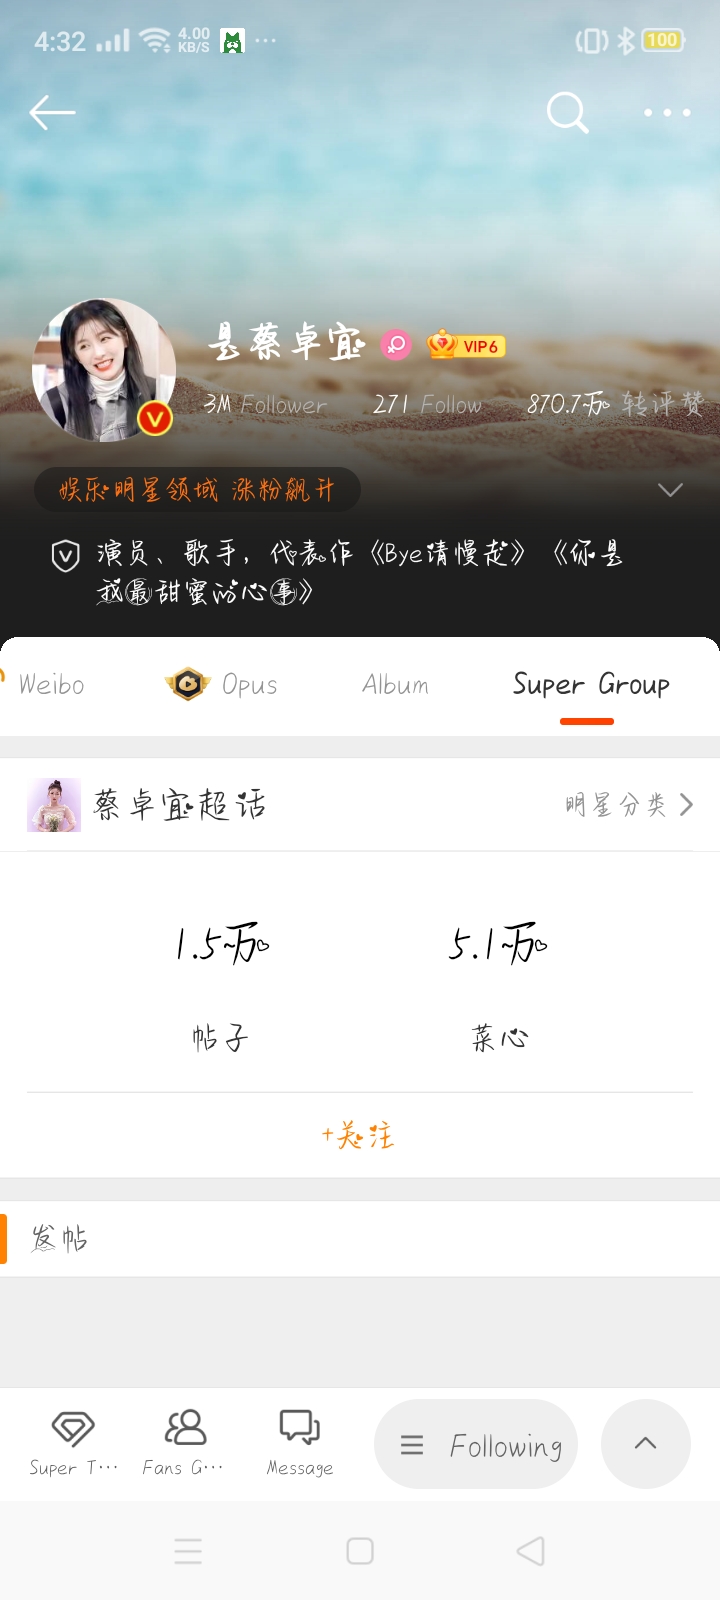 4:32
4.00 KB/S
100
是蔡卓宜
VIP6
3M Follower 271 Follow 870.7万 转评赞
娱乐明星领域 涨粉飙升
演员、歌手，代表作《Bye请慢走》《你是
我最甜蜜的心事》
Weibo Opus Album Super Group
蔡卓宜超话 明星分类
1.5万 5.1万
帖子 菜心
+关注
发帖
Super T··· Fans G··· Message Following